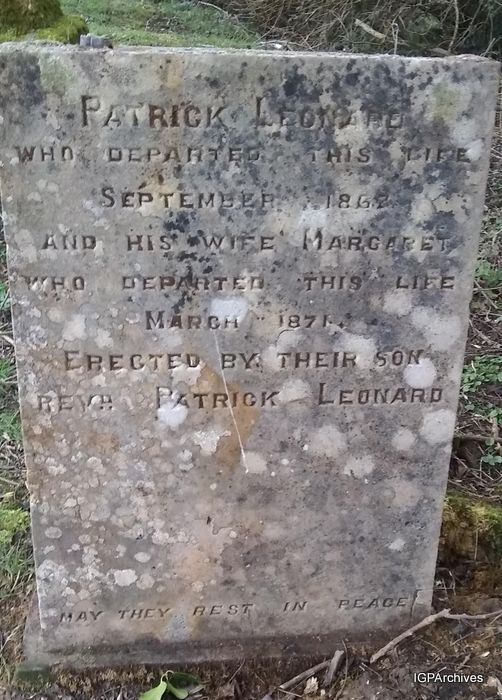 PATRICK LEONARD
WHO DEPARTED THIS LIFE
SEPTEMBER 1862
AND HIS WIFE MARGARET
WHO DEPARTED THIS LIFE
MARCH 1871.
ERECTED BY THEIR SON
REVD. PATRICK LEONARD
MAY THEY REST IN PEACE
IGPArchives